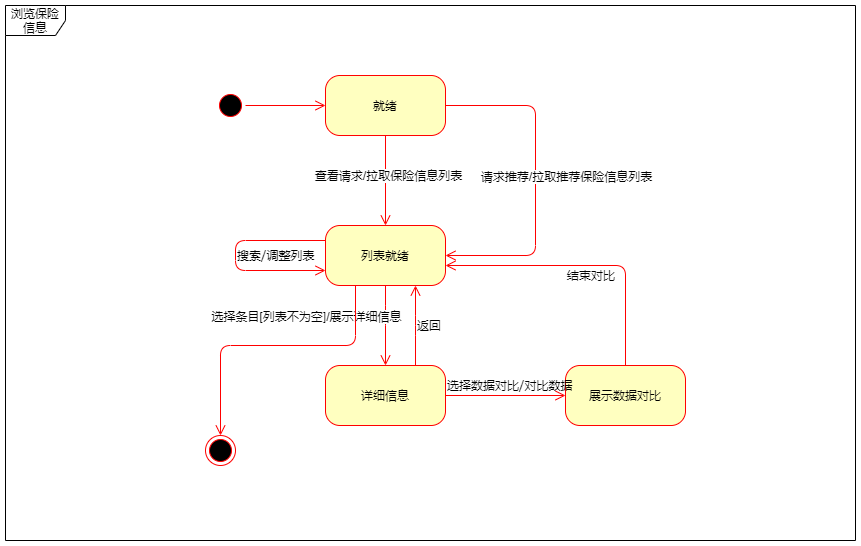 浏览保险
信息
就绪
查看请求/拉取保险信息列表
请求推荐/拉取推荐保险信息列表
搜索/调整列表
列表就绪
结束对比
选择条目[列表不为空]/展示详细信息
返回
选择数据对比/对比数据
详细信息
展示数据对比